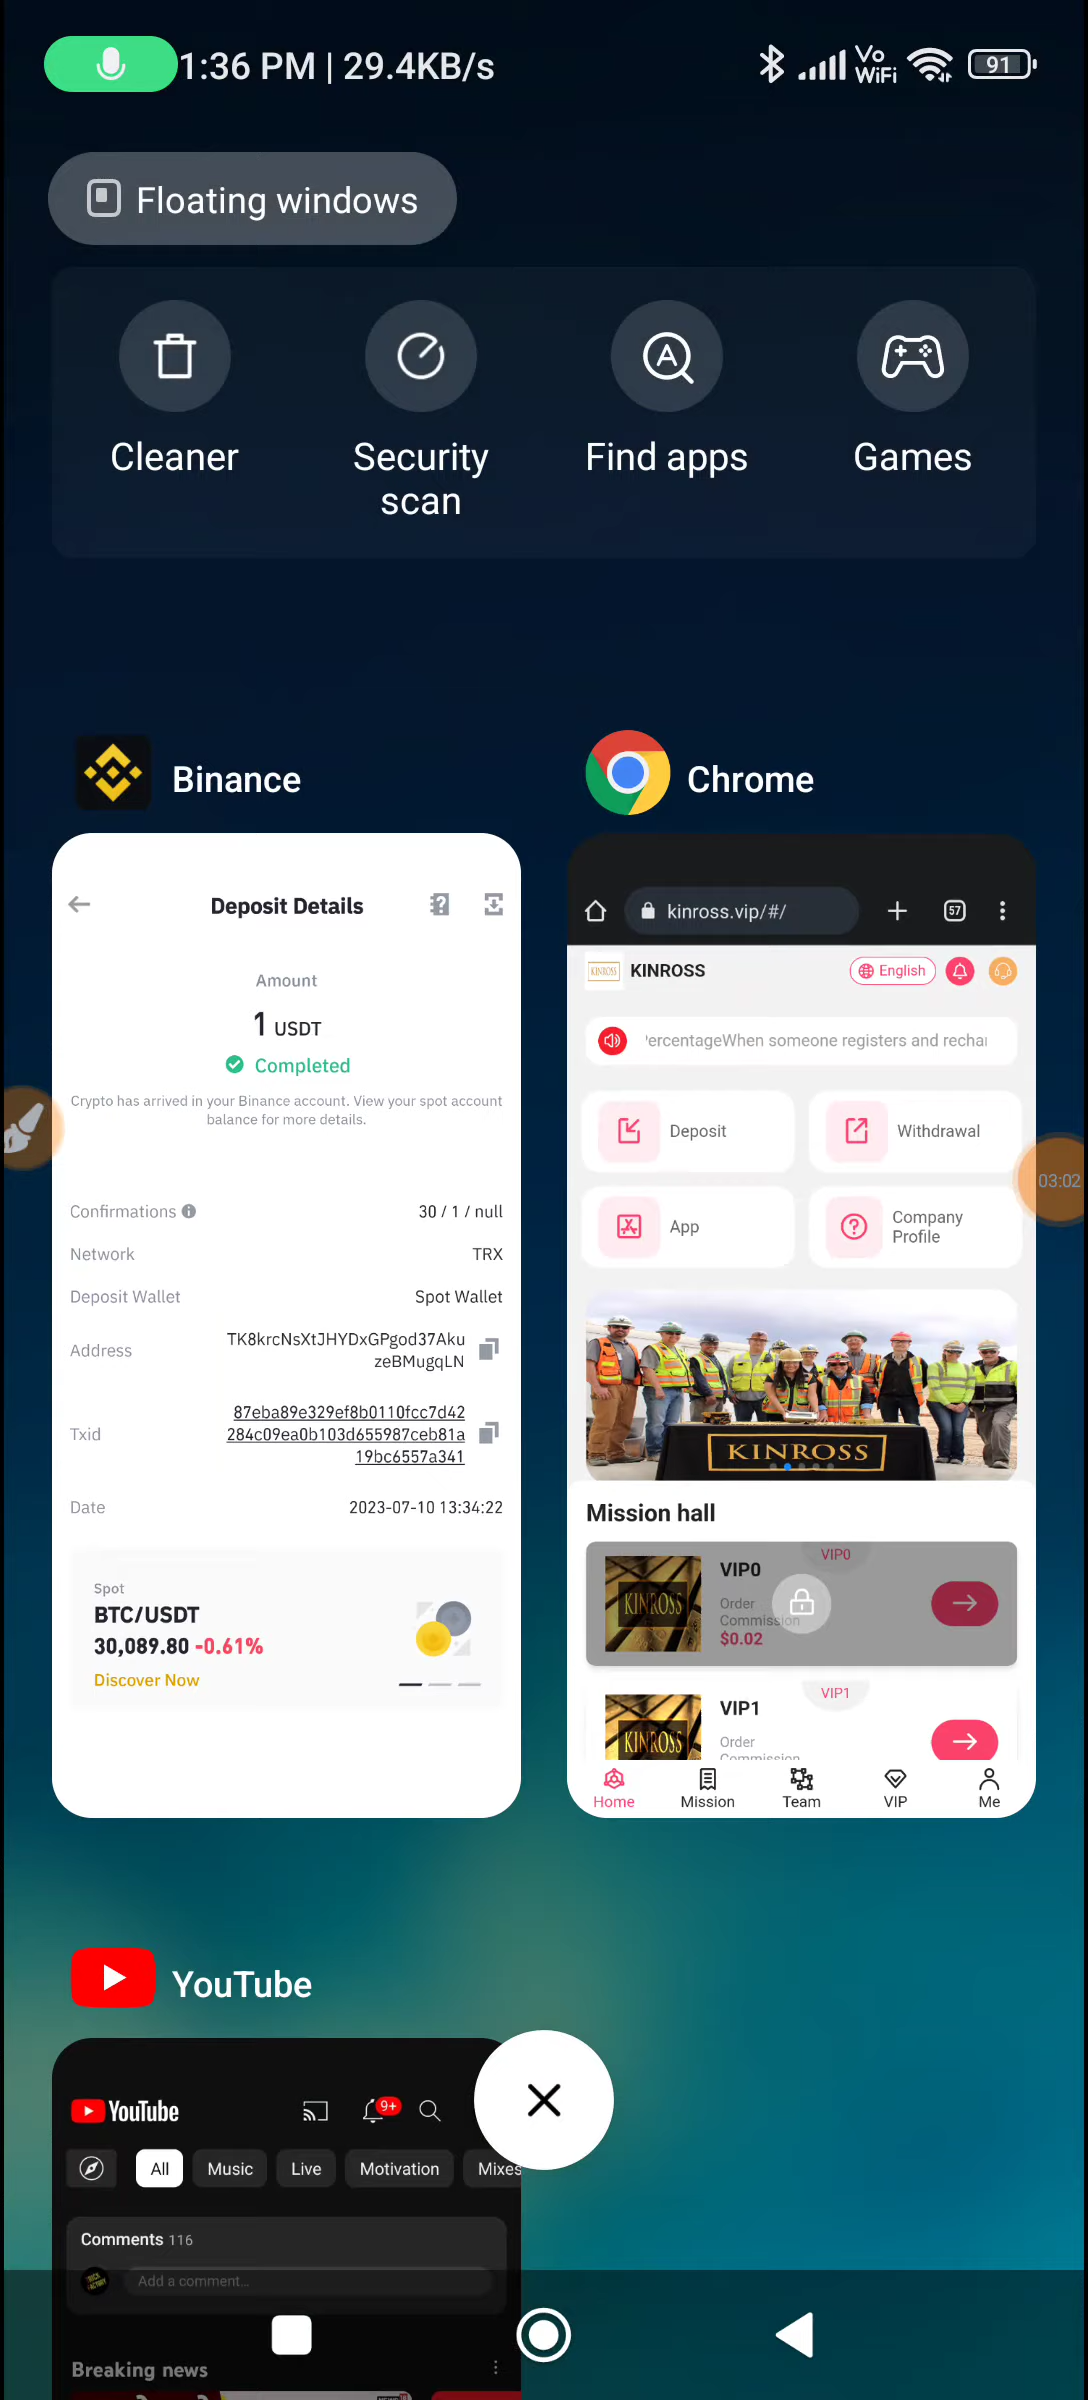 1:36 PM | 29.4KB/s
Vo
WiFi
91
Floating windows
Cleaner
Security
scan
Find apps
Games
Binance
Deposit Details
Amount
1 USDT
Completed
Crypto has arrived in your Binance account. View your spot account
balance for more details.
Confirmations
30 / 1 / null
Network
TRX
Deposit Wallet
Spot Wallet
Address
TK8krcNsXtJHYDxGPgod37Aku
zeBMugqLN
Txid
87eba89e329ef8b0110fcc7d42
284c09ea0b103d655987ceb81a
19bc6557a341
Date
2023-07-10 13:34:22
Spot
BTC/USDT
30,089.80 -0.61%
Discover Now
Chrome
kinross.vip/#/
57
KINROSS
KINROSS
English
PercentageWhen someone registers and rechar
Deposit
Withdrawal
App
Company
Profile
03:02
KINROSS
Mission hall
VIP0
KINROSS
VIP0
Order
Commission
$0.02
VIP1
KINROSS
VIP1
Order
Commission
Home
Mission
Team
VIP
Me
YouTube
YouTube
9+
All
Music
Live
Motivation
Mixes
Comments 116
Add a comment...
Breaking news